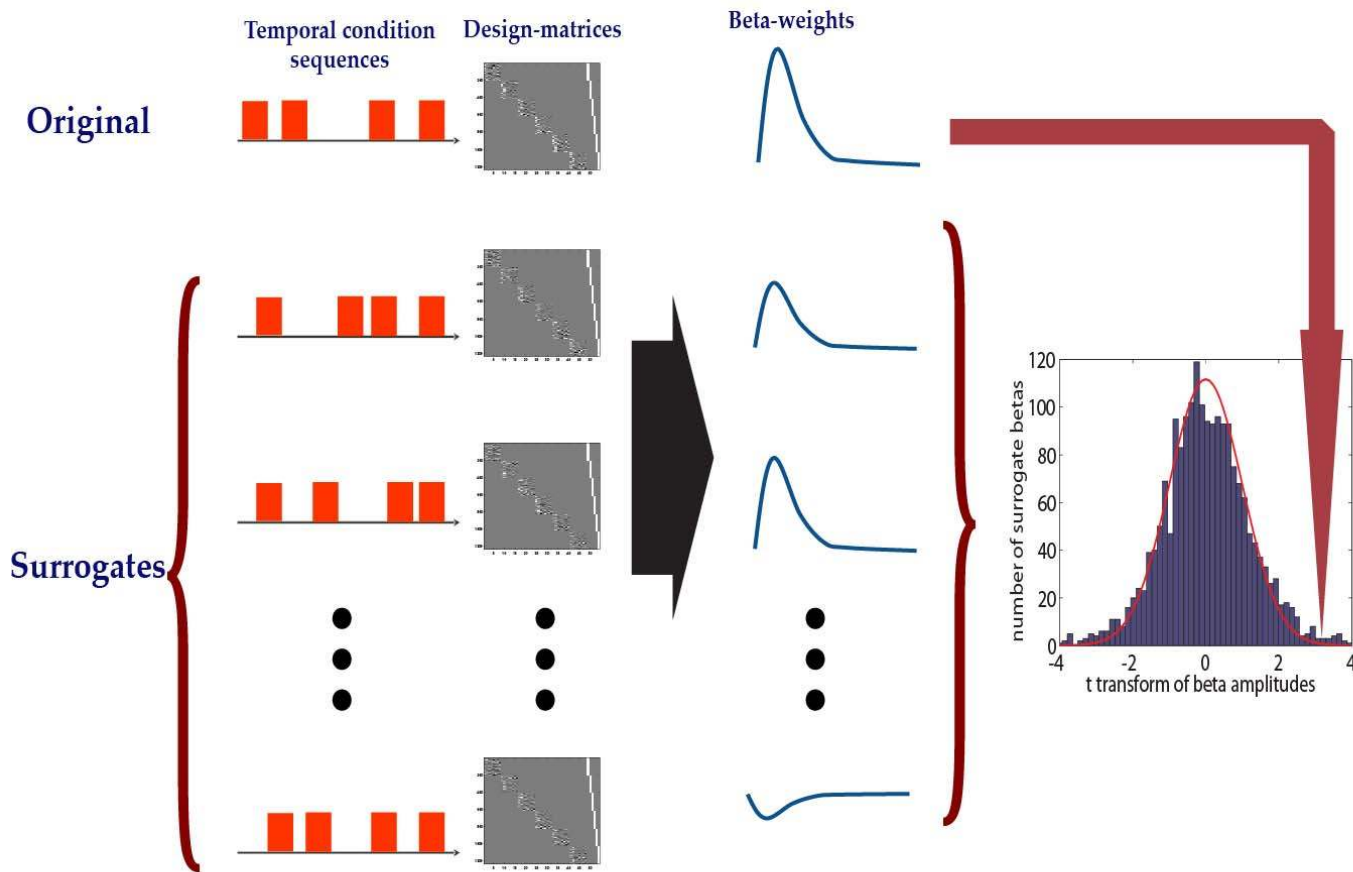 Temporal condition
sequences
Design-matrices
Beta-weights
Original
Surrogates
number of surrogate betas
120
100
80
60
40
20
0
-4
-2
0
2
4
t transform of beta amplitudes